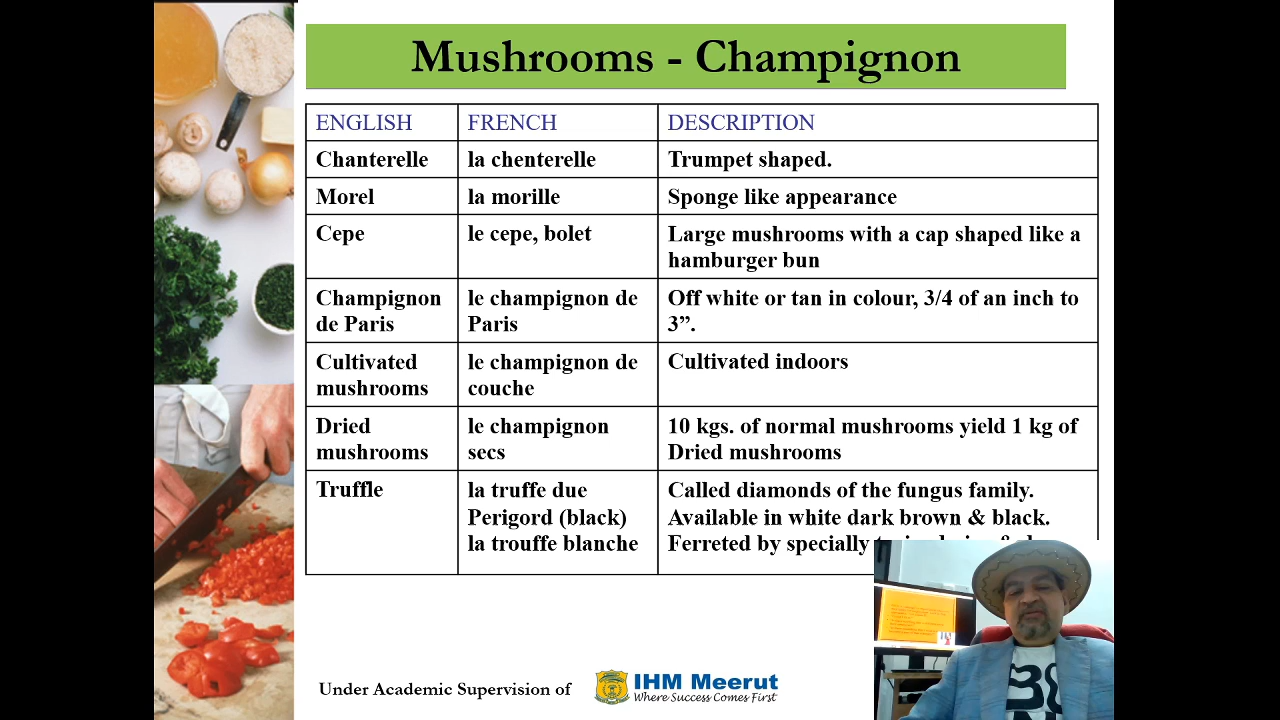 Mushrooms - Champignon
ENGLISH FRENCH DESCRIPTION
Chanterelle la chenterelle Trumpet shaped.
Morel la morille Sponge like appearance
Cepe le cepe, bolet Large mushrooms with a cap shaped like a
hamburger bun
Champignon le champignon de Off white or tan in colour, 3/4 of an inch to
de Paris Paris 3”.
Cultivated le champignon de Cultivated indoors
mushrooms couche
Dried le champignon 10 kgs. of normal mushrooms yield 1 kg of
mushrooms secs Dried mushrooms
Truffle la truffe due Called diamonds of the fungus family.
Perigord (black) Available in white dark brown & black.
la trouffe blanche Ferreted by specially
Under Academic Supervision of IHM Meerut
Where Success Comes First